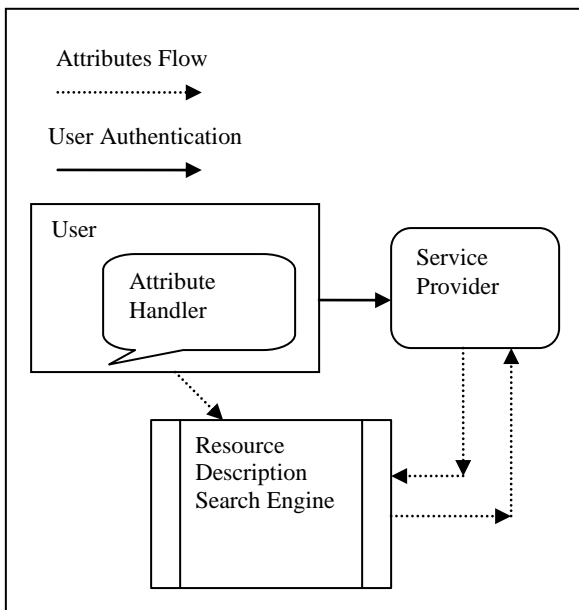 Attributes Flow
User Authentication
User
Attribute
Handler
Service
Provider
Resource
Description
Search Engine